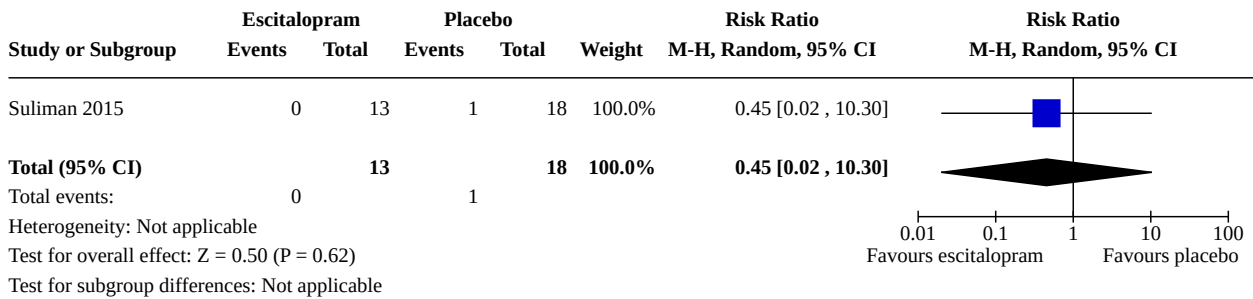 Escitalopram Placebo Risk Ratio Risk Ratio
Study or Subgroup Events Total Events Total Weight M-H, Random, 95% CI M-H, Random, 95% CI
Suliman 2015 0 13 1 18 100.0% 0.45 [0.02 , 10.30]
Total (95% CI) 13 18 100.0% 0.45 [0.02 , 10.30]
Total events: 0 1
Heterogeneity: Not applicable
0.01 0.1 1 10 100
Test for overall effect: Z = 0.50 (P = 0.62) Favours escitalopram Favours placebo
Test for subgroup differences: Not applicable